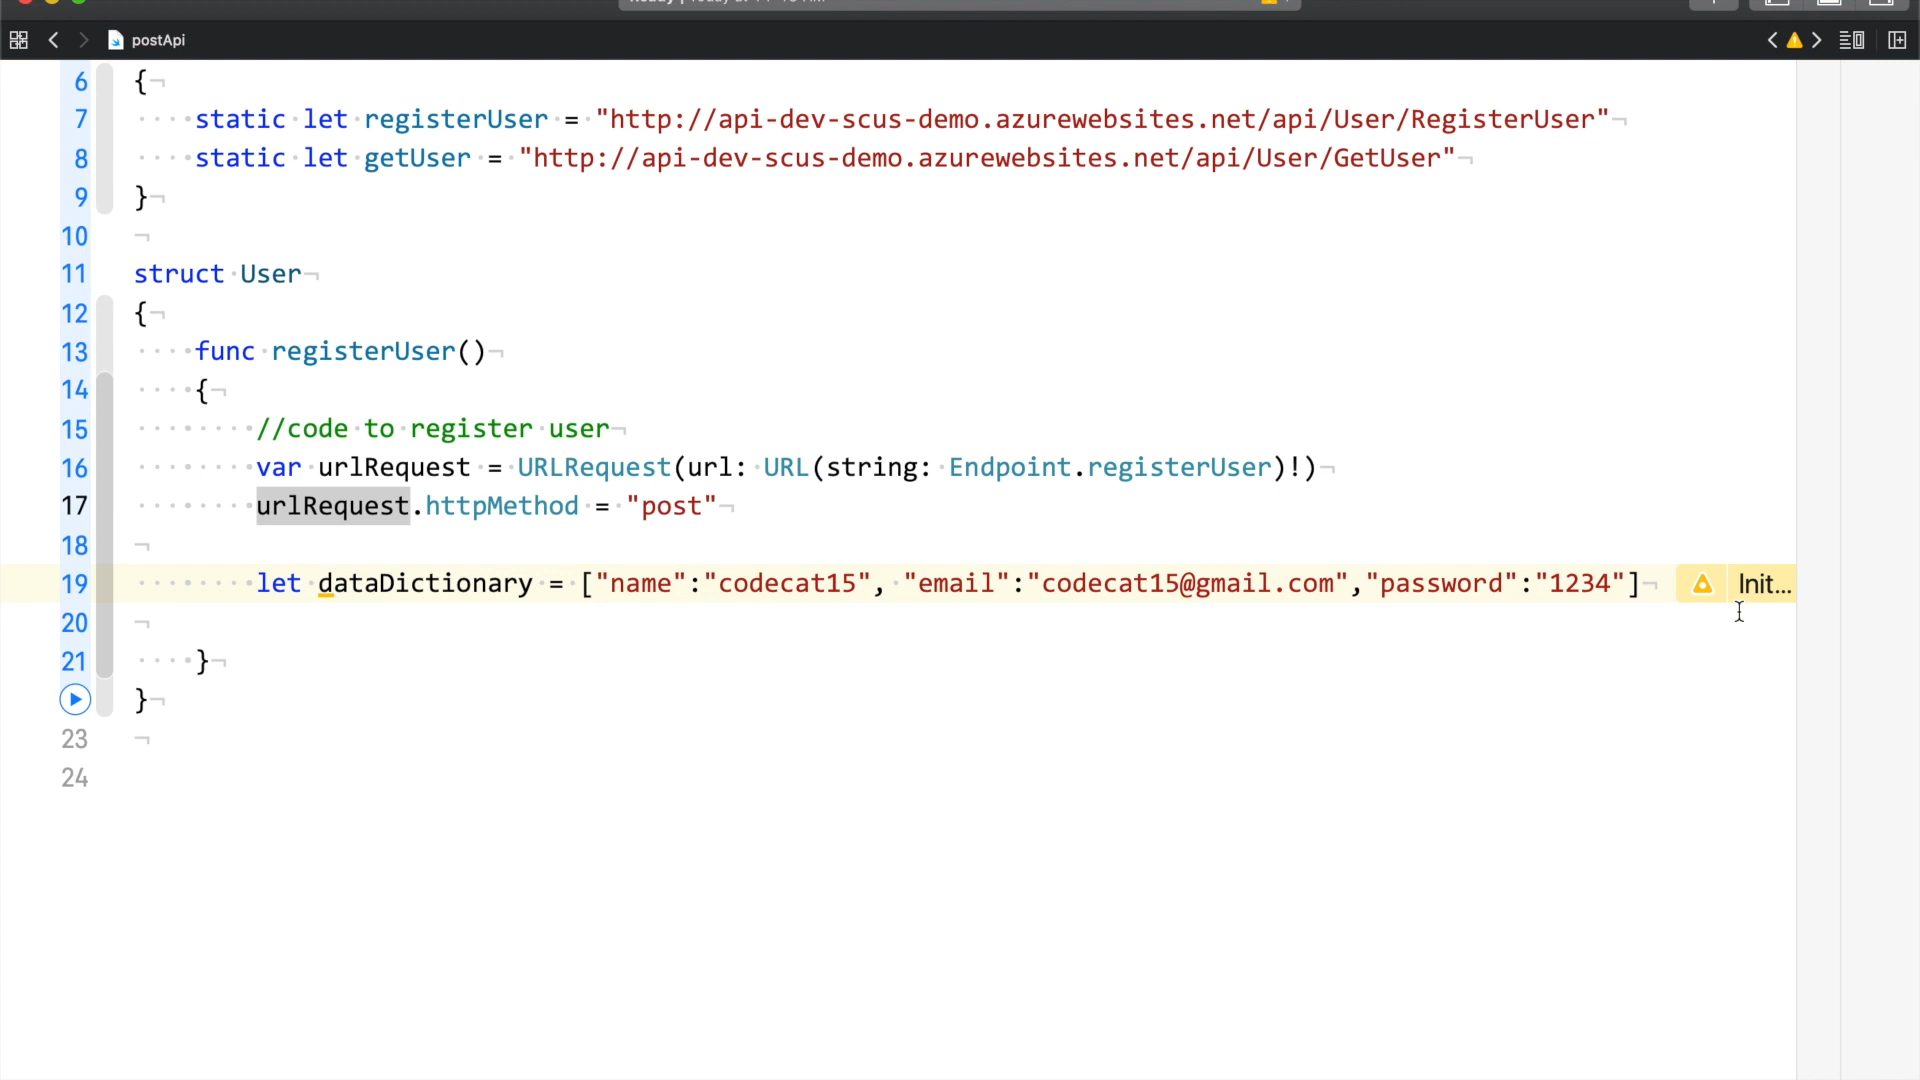 postApi
6 {
7 static let registerUser = "http://api-dev-scus-demo.azurewebsites.net/api/User/RegisterUser"
8 static let getUser = "http://api-dev-scus-demo.azurewebsites.net/api/User/GetUser"
9 }
10
11 struct User
12 {
13 func registerUser()
14 {
15 //code to register user
16 var urlRequest = URLRequest(url: URL(string: Endpoint.registerUser)!)
17 urlRequest.httpMethod = "post"
18
19 let dataDictionary = ["name":"codecat15", "email":"codecat15@gmail.com","password":"1234"] Init...
20
21 }
}
23
24